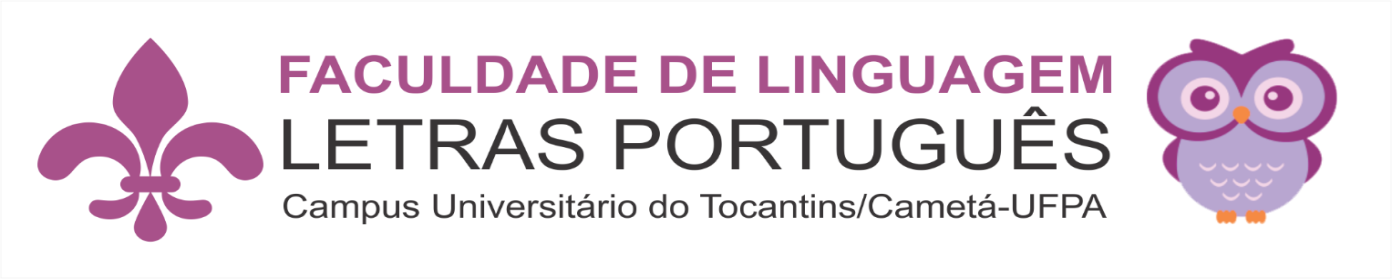 FACULDADE DE LINGUAGEM
LETRAS PORTUGUÊS
Campus Universitário do Tocantins/Cametá-UFPA